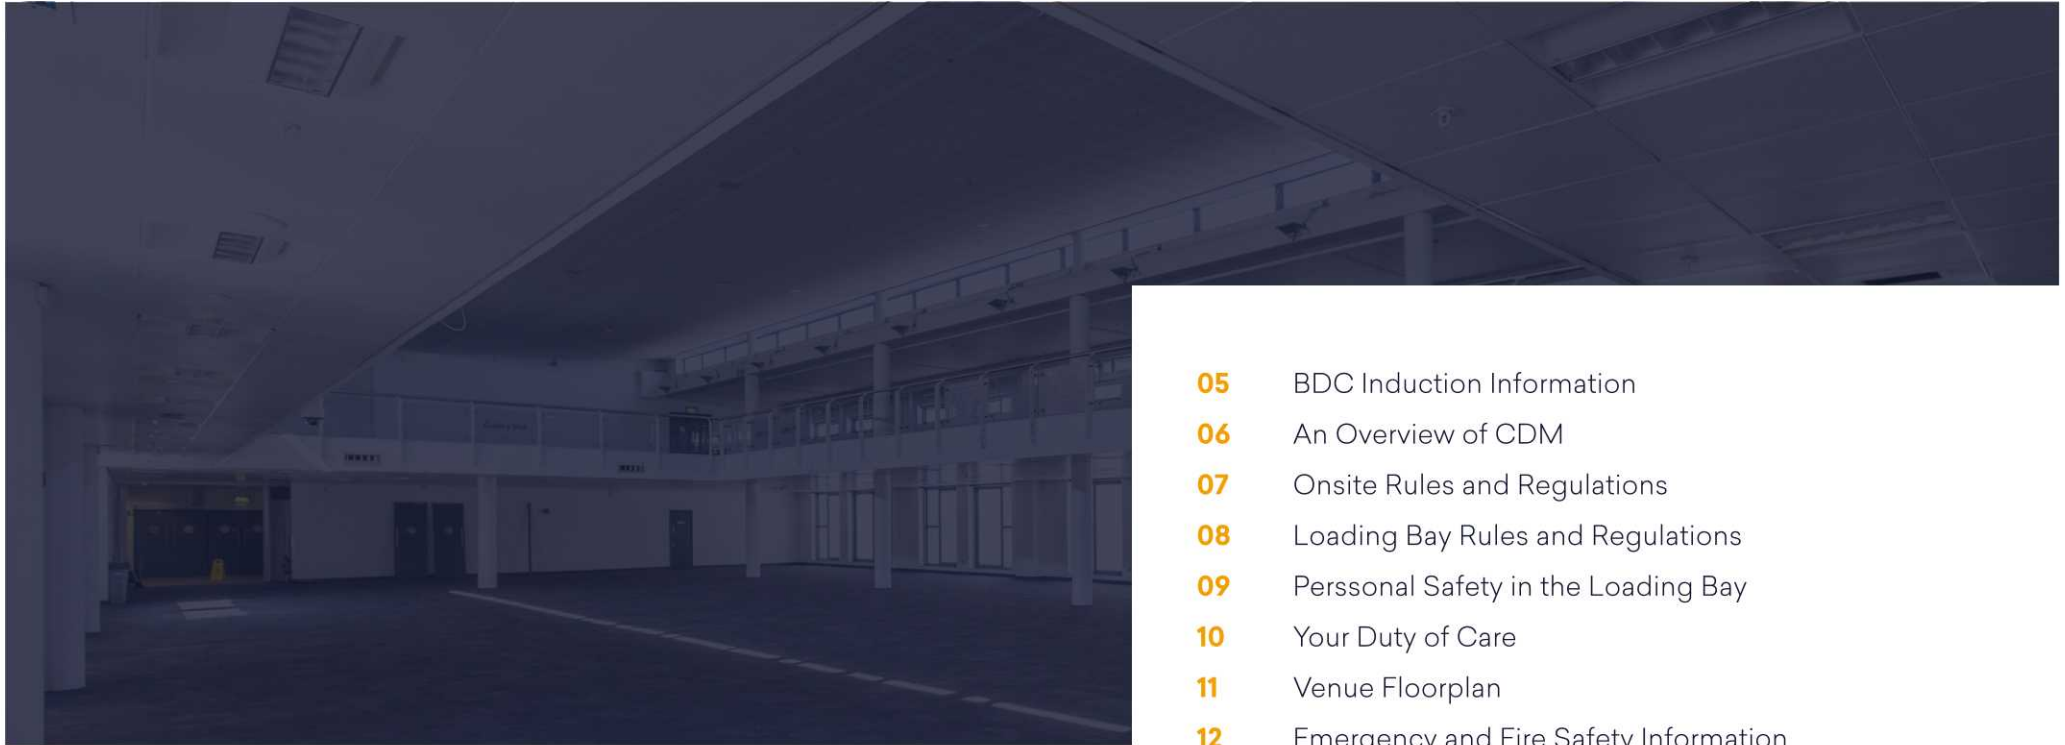 05 BDC Induction Information
06 An Overview of CDM
07 Onsite Rules and Regulations
08 Loading Bay Rules and Regulations
09 Perssonal Safety in the Loading Bay
10 Your Duty of Care
11 Venue Floorplan
12 Emergency and Fire Safety Information